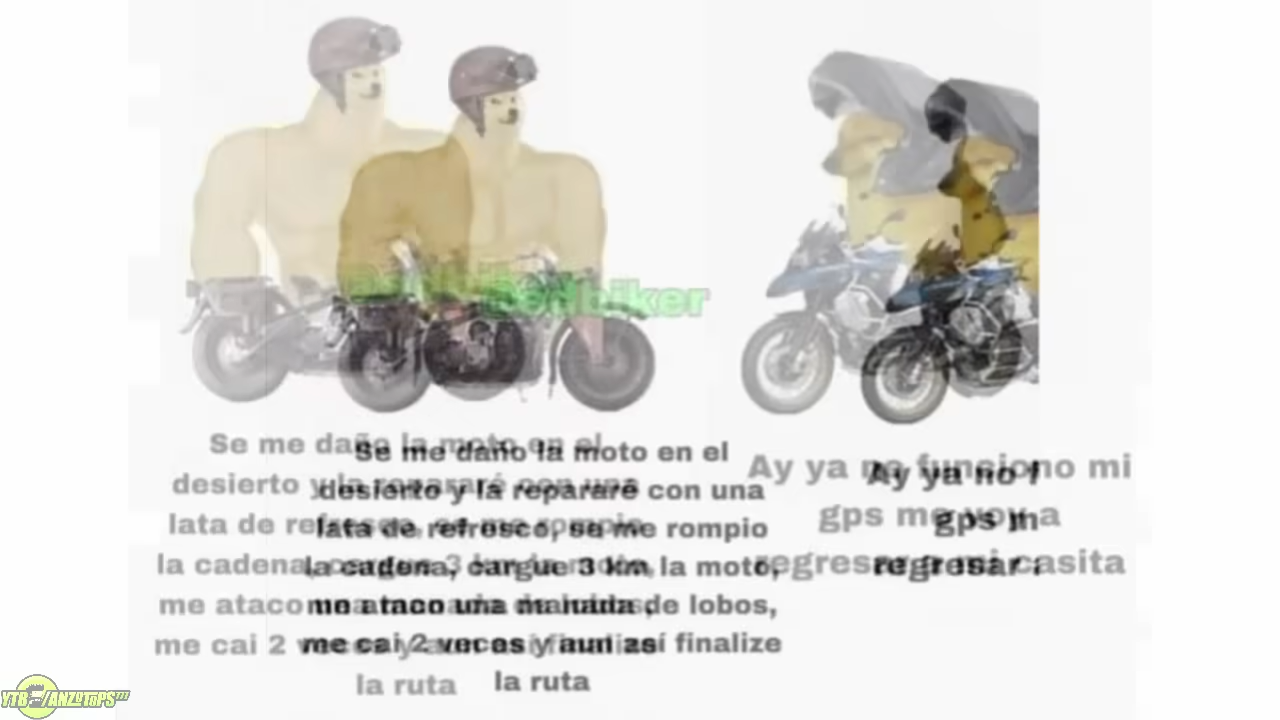 Sedbiker
Se me daño la moto en el
desierto y la repararé con una
lata de refresco, se me rompio
la cadena, cargue 3 km la moto,
me ataco una manada de lobos,
me cai 2 veces y aun así finalize
la ruta
Ay ya no funsiono mi
gps me voy a
regresar a mi casita